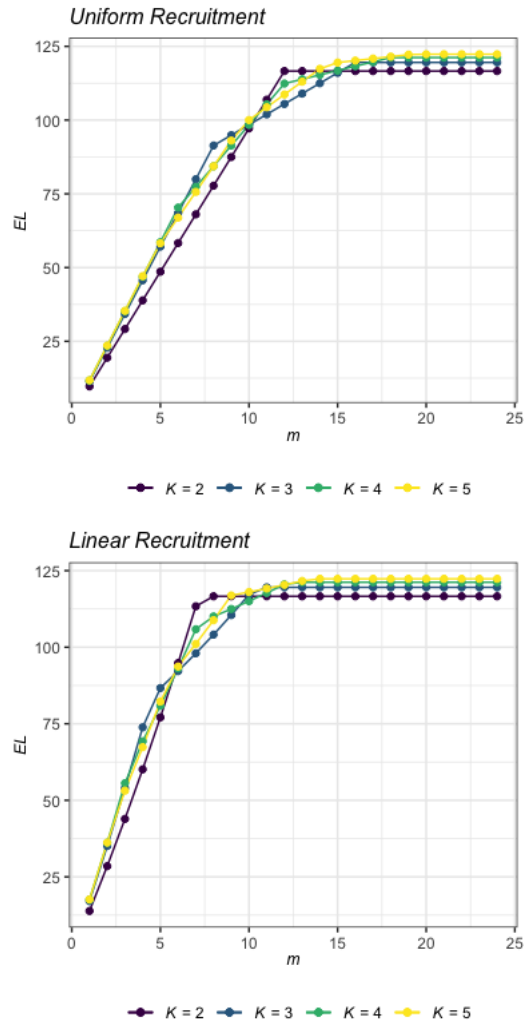 Uniform Recruitment
125
100
75
50
25
EL
0 5 10 15 20 25
m
K = 2 K = 3 K = 4 K = 5
Linear Recruitment
125
100
75
50
25
EL
0 5 10 15 20 25
m
K = 2 K = 3 K = 4 K = 5